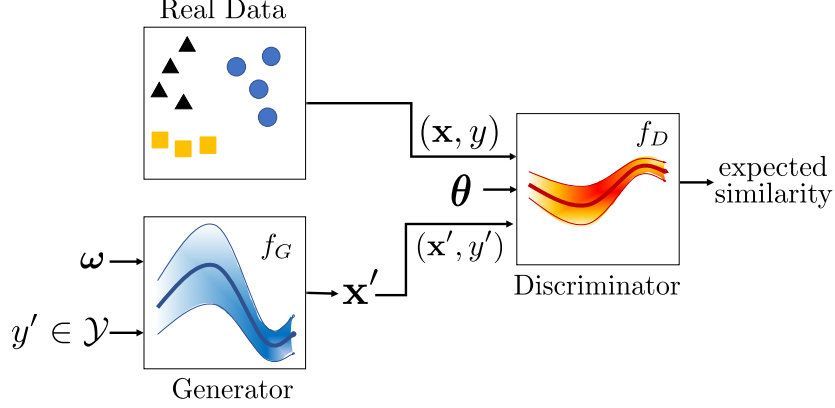 Real Data
(x, y)
f_D
θ
expected
similarity
(x′, y′)
Discriminator
f_G
ω
x′
y′ ∈ 𝒴
Generator